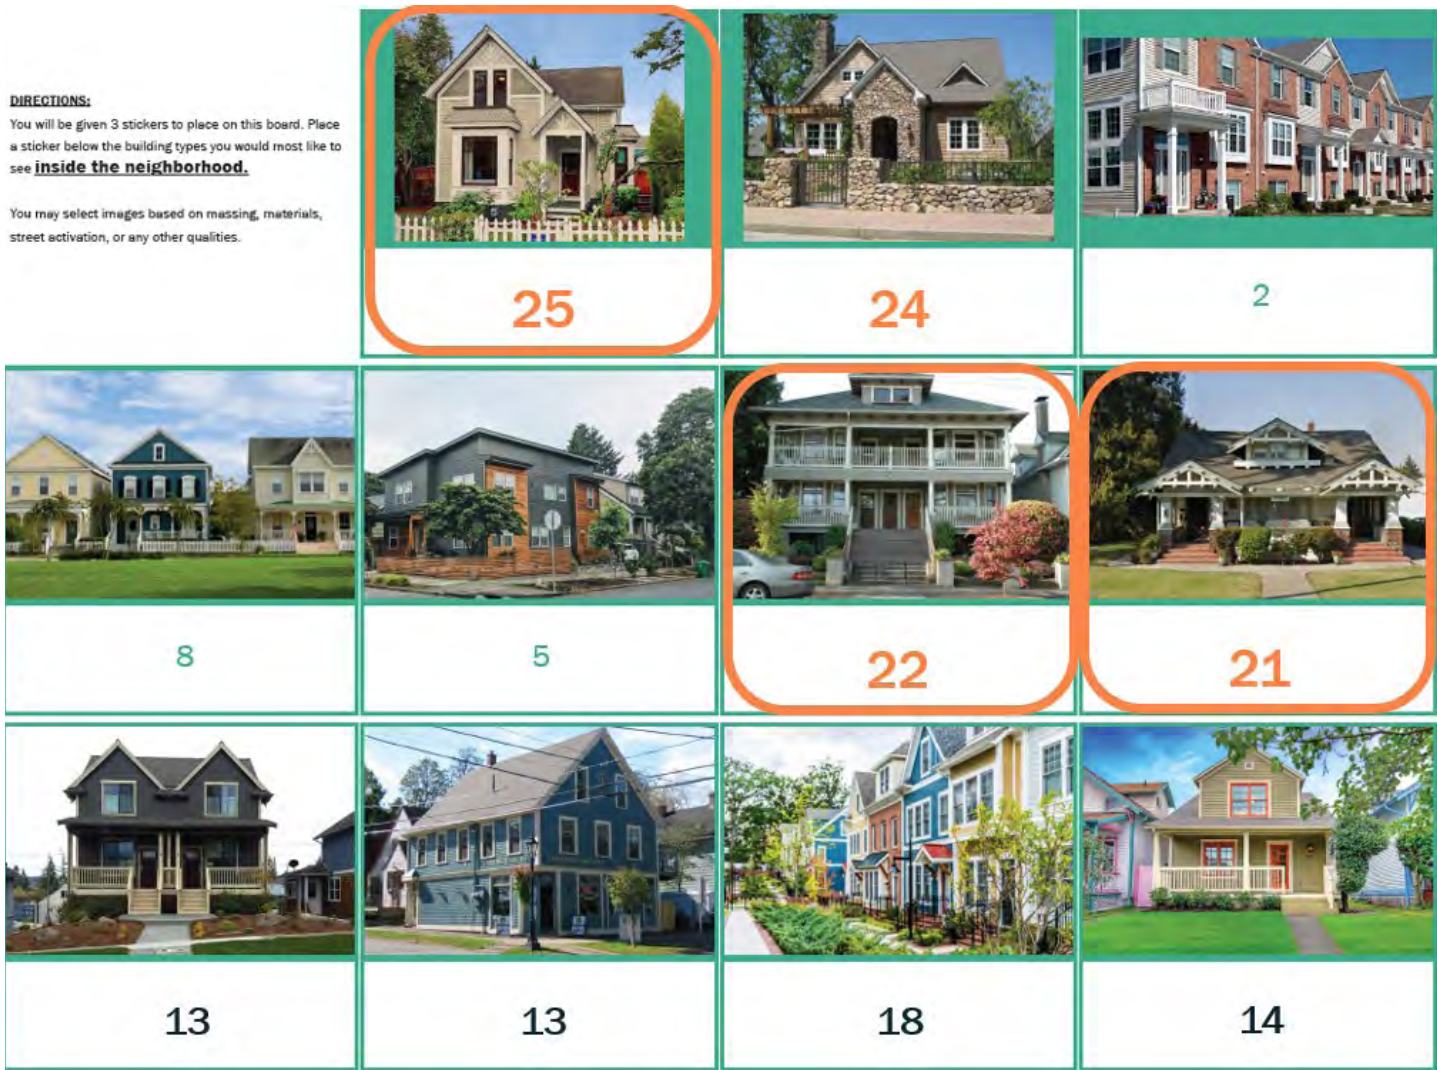 DIRECTIONS:
You will be given 3 stickers to place on this board. Place
a sticker below the building types you would most like to
see inside the neighborhood.
You may select images based on massing, materials,
street activation, or any other qualities.
25
24
2
8
5
22
21
13
13
18
14